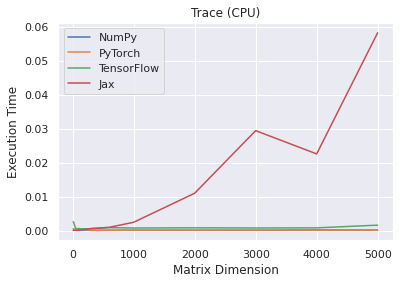 Trace (CPU)
NumPy
PyTorch
TensorFlow
Jax
Execution Time
0.06
0.05
0.04
0.03
0.02
0.01
0.00
0 1000 2000 3000 4000 5000
Matrix Dimension